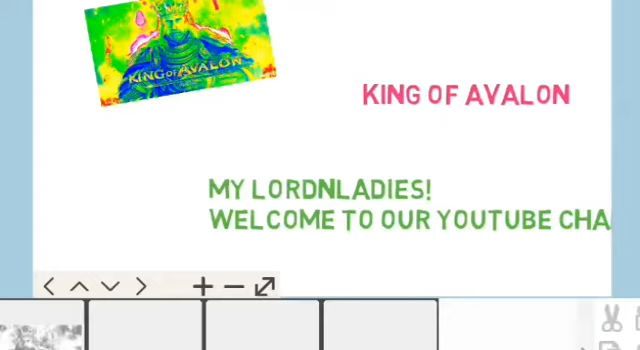 KING OF AVALON
KING OF AVALON
MY LORDNLADIES!
WELCOME TO OUR YOUTUBE CHA